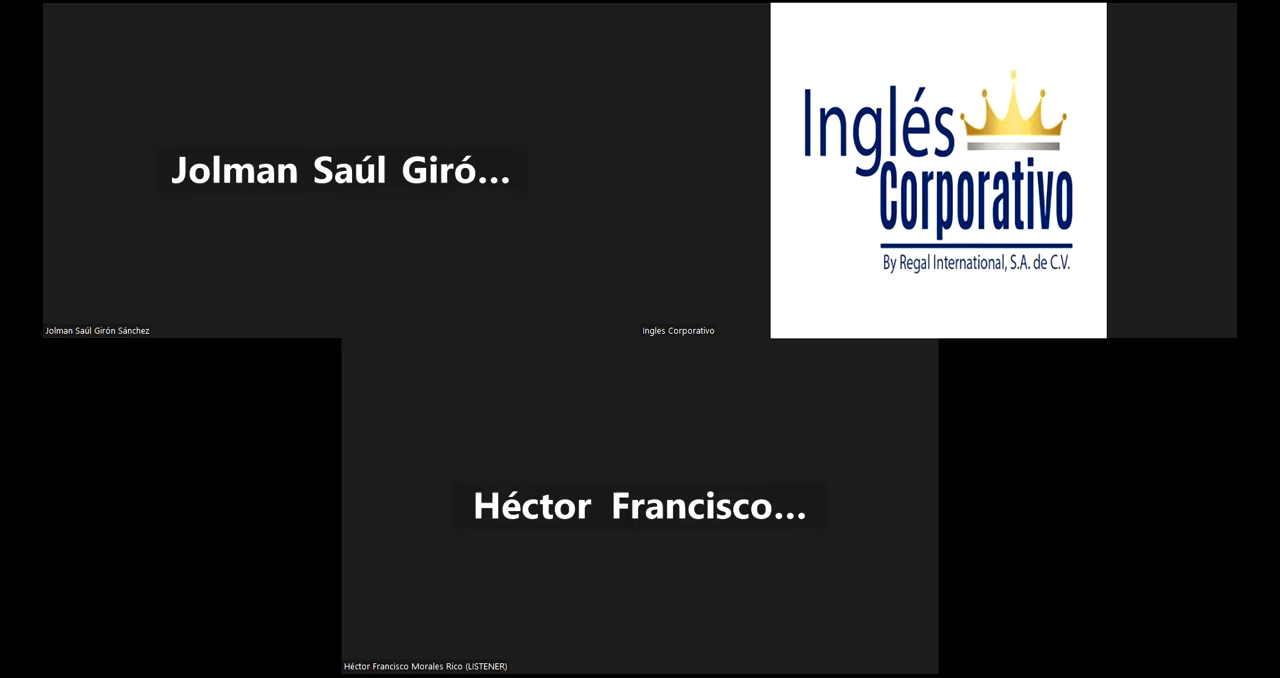 Jolman Saúl Giró...
Jolman Saúl Girón Sánchez
Inglés
Corporativo
By Regal International, S.A. de C.V.
Ingles Corporativo
Héctor Francisco...
Héctor Francisco Morales Rico (LISTENER)